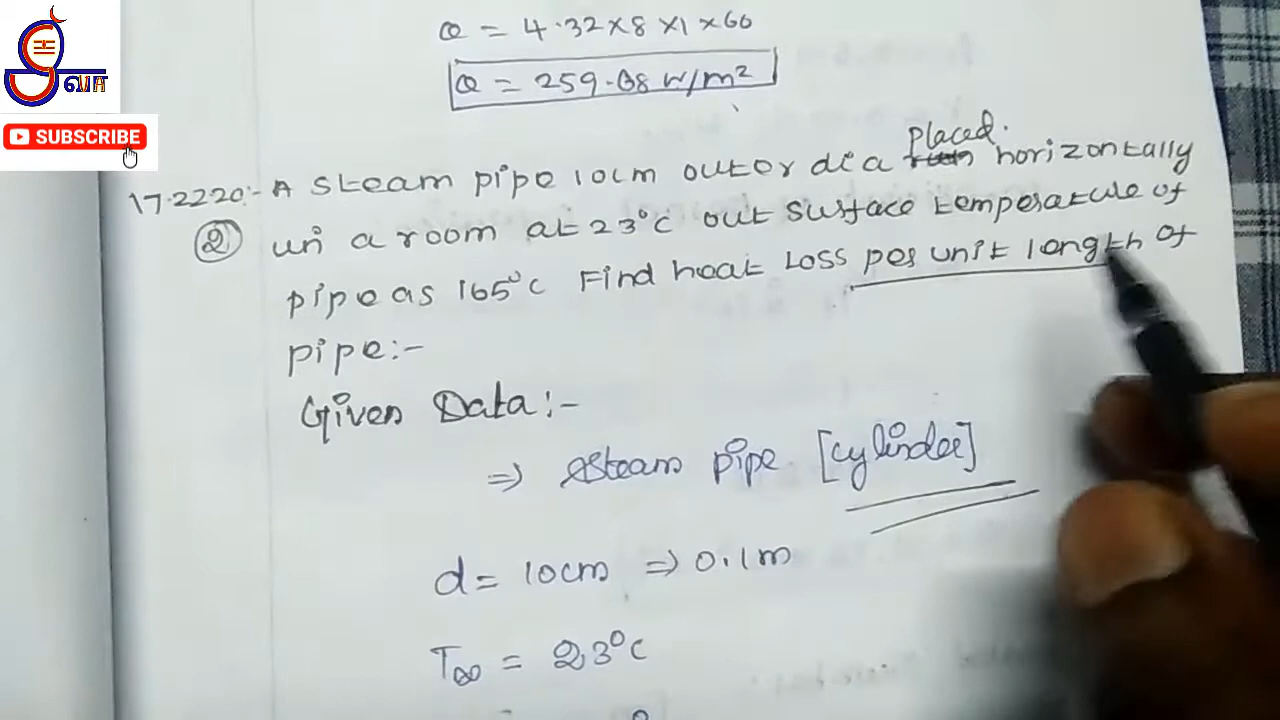 சிவா
SUBSCRIBE
Q = 4.32 x 8 x 1 x 60
Q = 259.08 W/m²
placed.
17.2220:- A steam pipe 10cm outer dia horizontally
② in a room at 23°C out surface temperature of
pipe as 165°C Find heat Loss per unit length of
pipe:-
Given Data:-
⇒ Steam pipe [cylinder]
d = 10cm ⇒ 0.1m
T∞ = 23°C